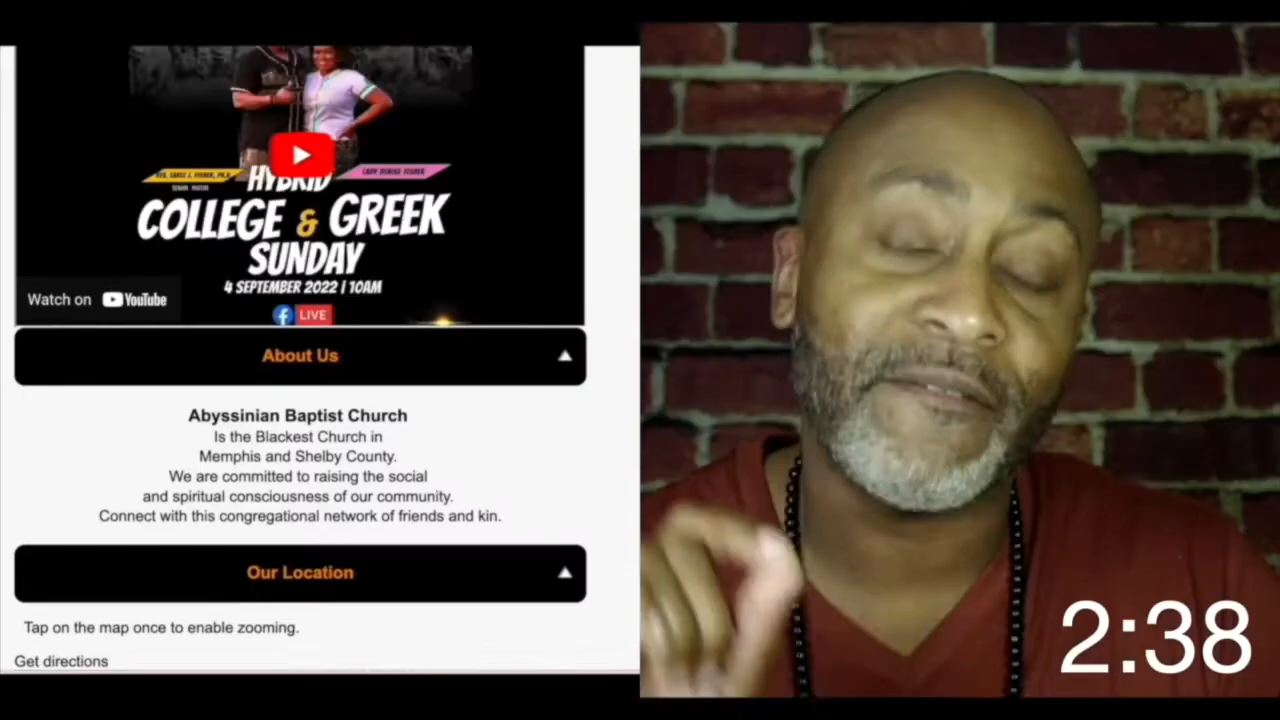 HYBRID
COLLEGE & GREEK
SUNDAY
4 SEPTEMBER 2022 | 10AM
LIVE
Watch on YouTube
About Us
Abyssinian Baptist Church
Is the Blackest Church in
Memphis and Shelby County.
We are committed to raising the social
and spiritual consciousness of our community.
Connect with this congregational network of friends and kin.
Our Location
Tap on the map once to enable zooming.
Get directions
2:38